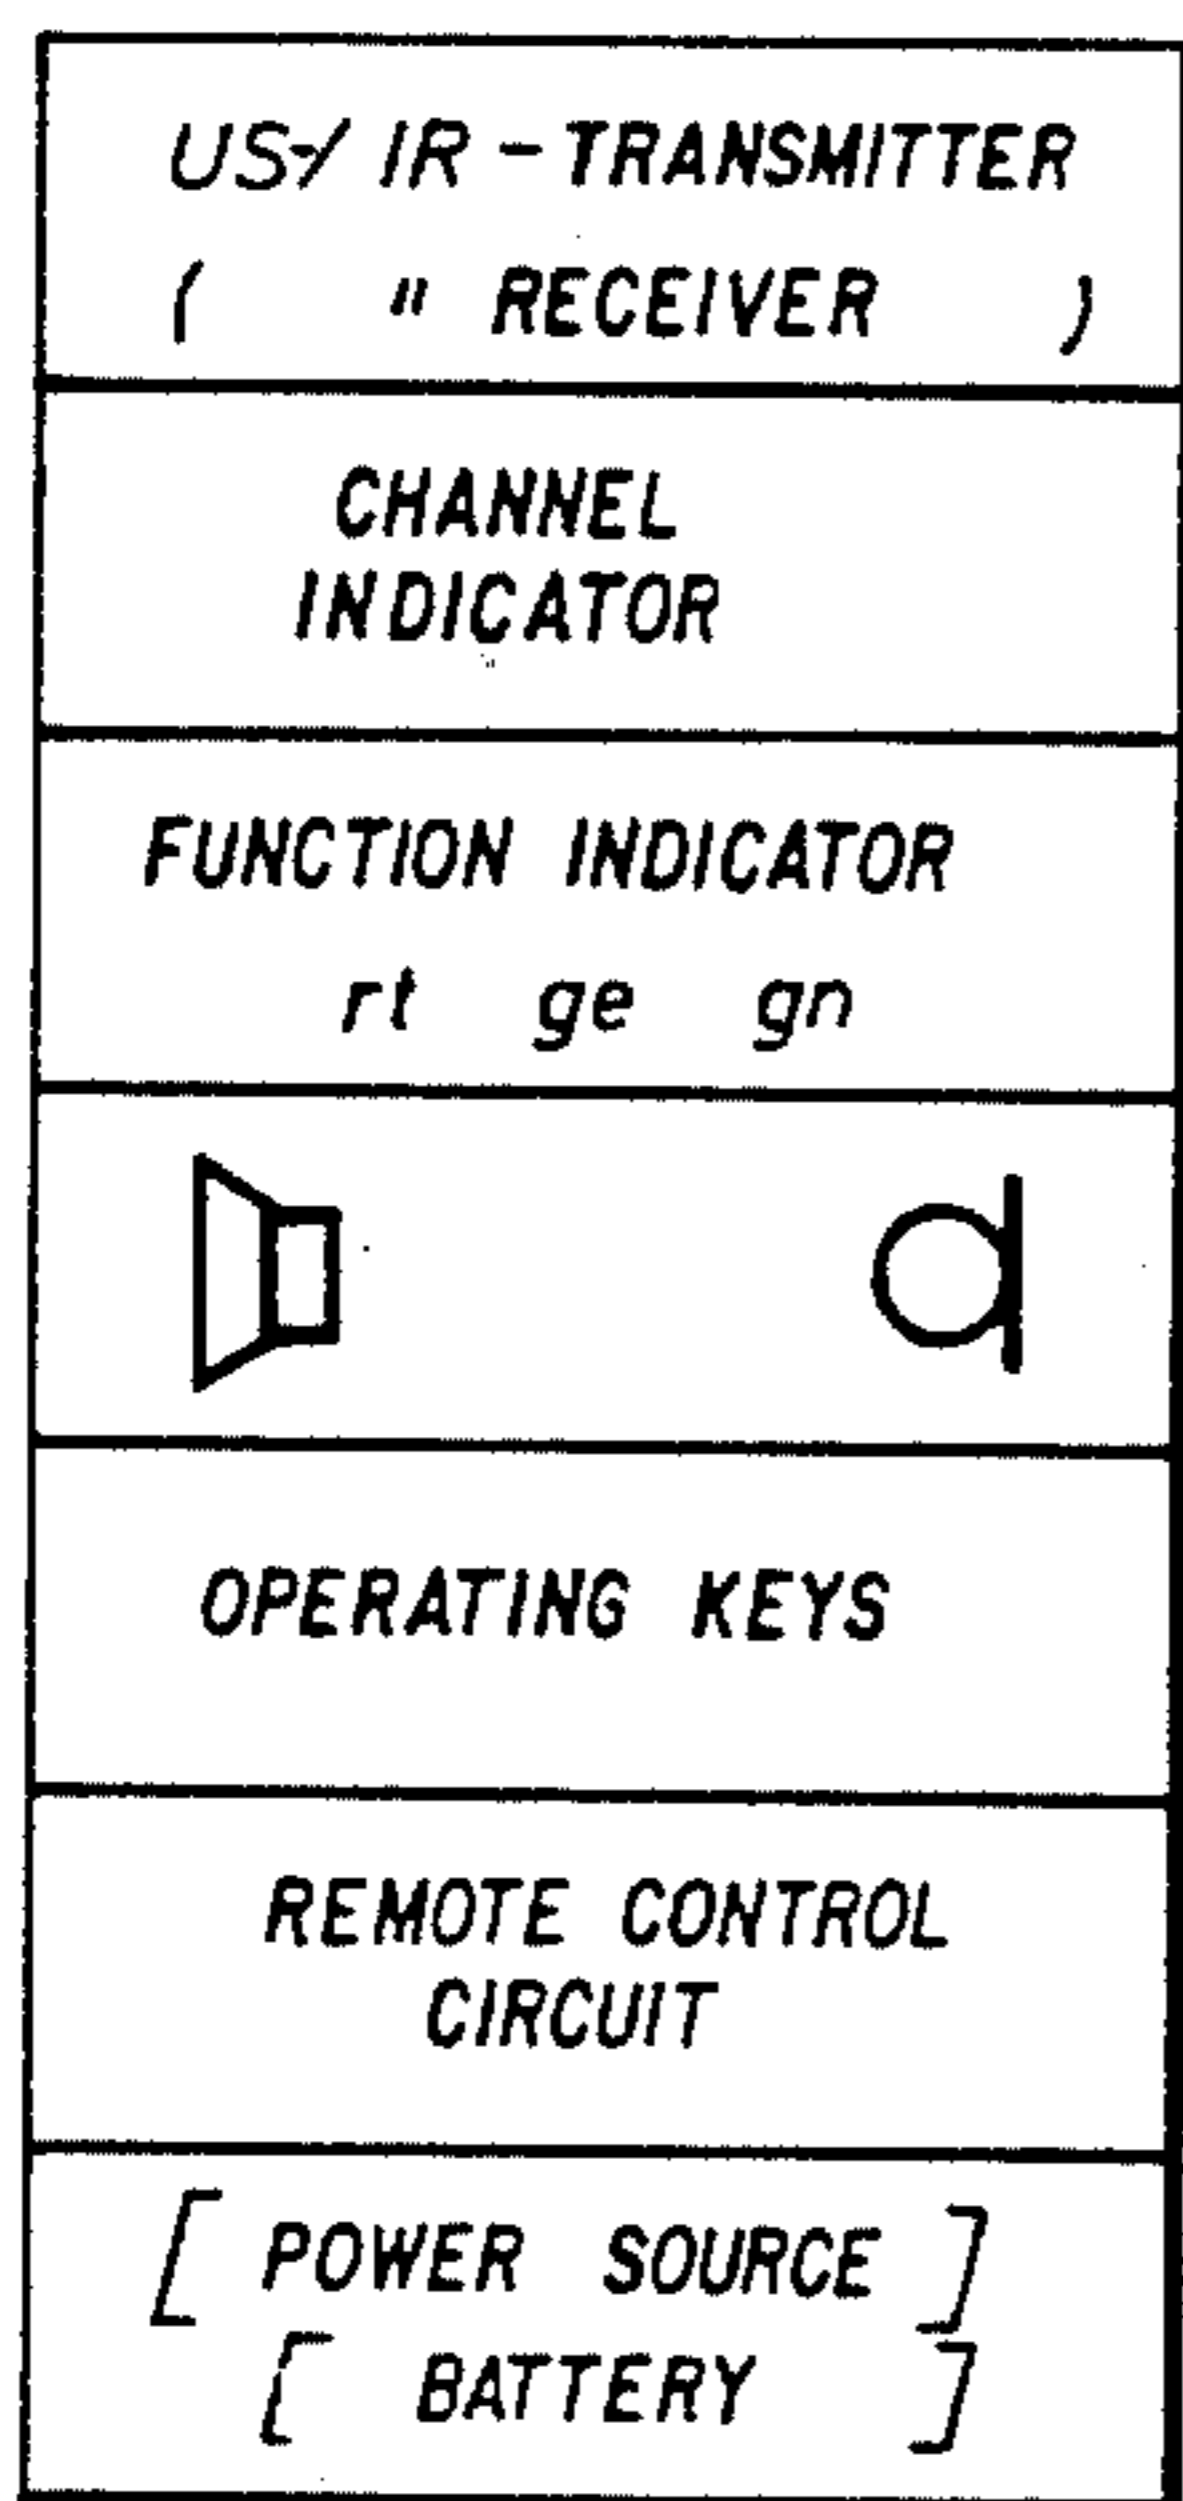 US-/ IR-TRANSMITTER
( " RECEIVER )
CHANNEL
INDICATOR
FUNCTION INDICATOR
rt ge gn
OPERATING KEYS
REMOTE CONTROL
CIRCUIT
[ POWER SOURCE ]
[ BATTERY ]